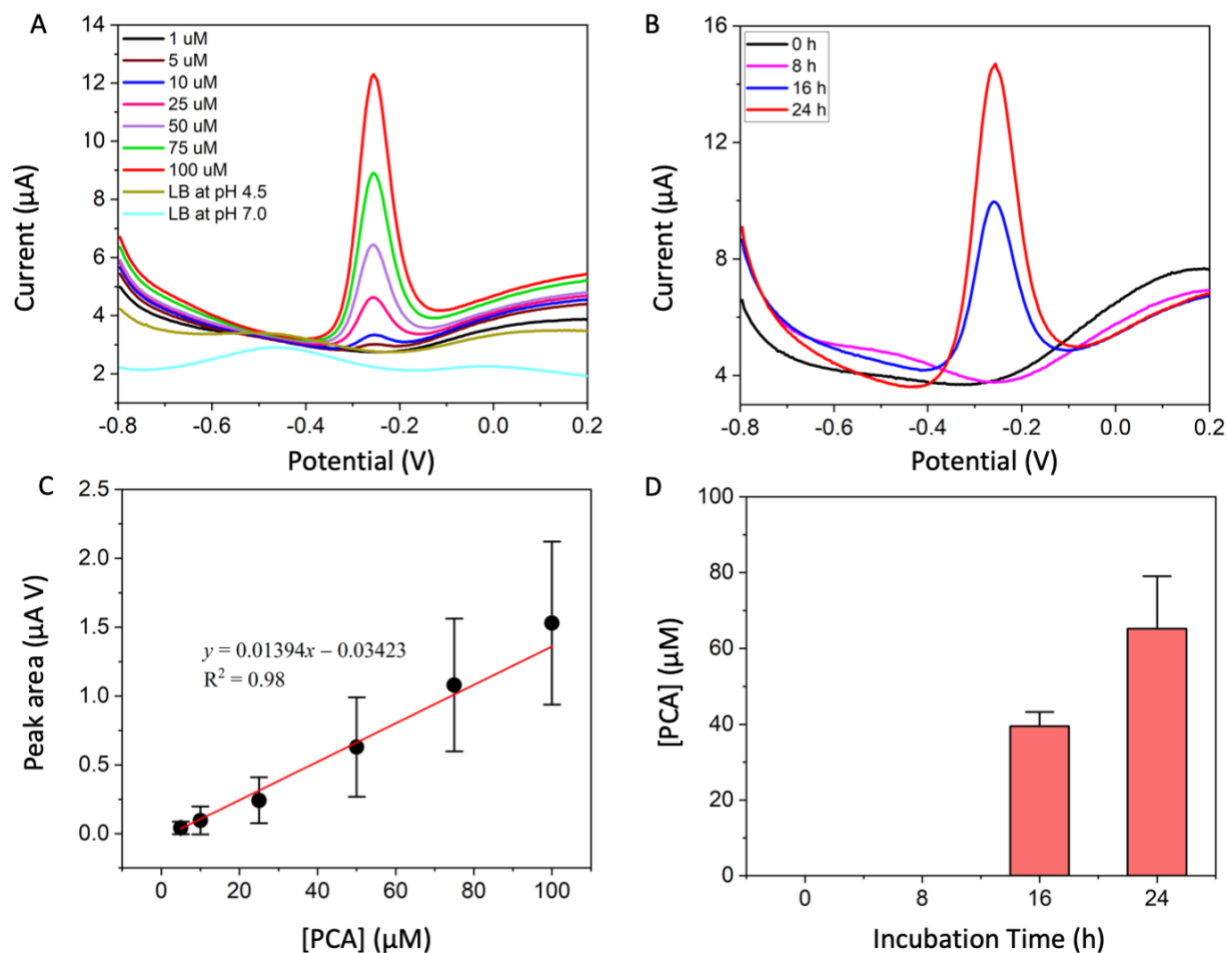 A
14
12
10
8
6
4
2
Current (μA)
1 uM
5 uM
10 uM
25 uM
50 uM
75 uM
100 uM
LB at pH 4.5
LB at pH 7.0
-0.8 -0.6 -0.4 -0.2 0.0 0.2
Potential (V)
B
16
12
8
4
Current (μA)
0 h
8 h
16 h
24 h
-0.8 -0.6 -0.4 -0.2 0.0 0.2
Potential (V)
C
2.5
2.0
1.5
1.0
0.5
0.0
Peak area (μA V)
y = 0.01394x − 0.03423
R² = 0.98
0 20 40 60 80 100
[PCA] (μM)
D
100
80
60
40
20
0
[PCA] (μM)
0 8 16 24
Incubation Time (h)